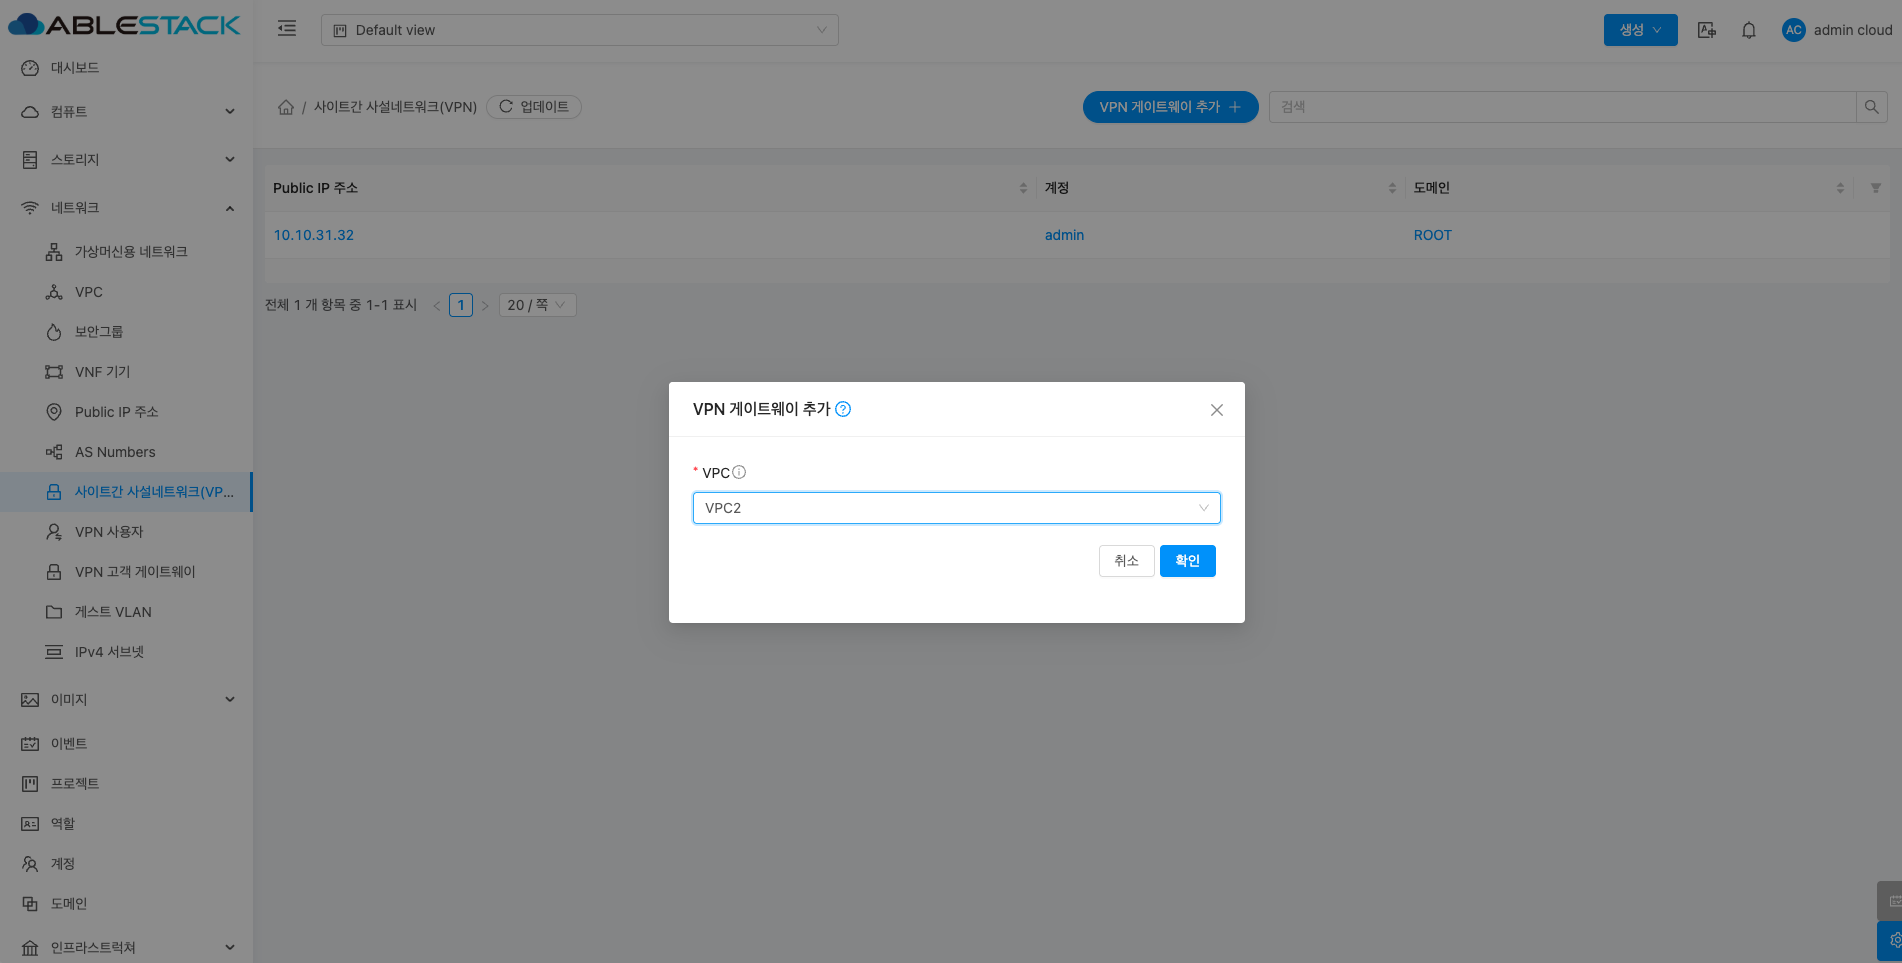 ABLESTACK
Default view
생성
AC
admin cloud
대시보드
컴퓨트
스토리지
네트워크
가상머신용 네트워크
VPC
보안그룹
VNF 기기
Public IP 주소
AS Numbers
사이트간 사설네트워크(VP...
VPN 사용자
VPN 고객 게이트웨이
게스트 VLAN
IPv4 서브넷
이미지
이벤트
프로젝트
역할
계정
도메인
인프라스트럭쳐
/ 사이트간 사설네트워크(VPN) 업데이트
VPN 게이트웨이 추가 +
검색
Public IP 주소 계정 도메인
10.10.31.32 admin ROOT
전체 1 개 항목 중 1-1 표시 < 1 > 20 / 쪽
VPN 게이트웨이 추가
* VPC
VPC2
취소 확인